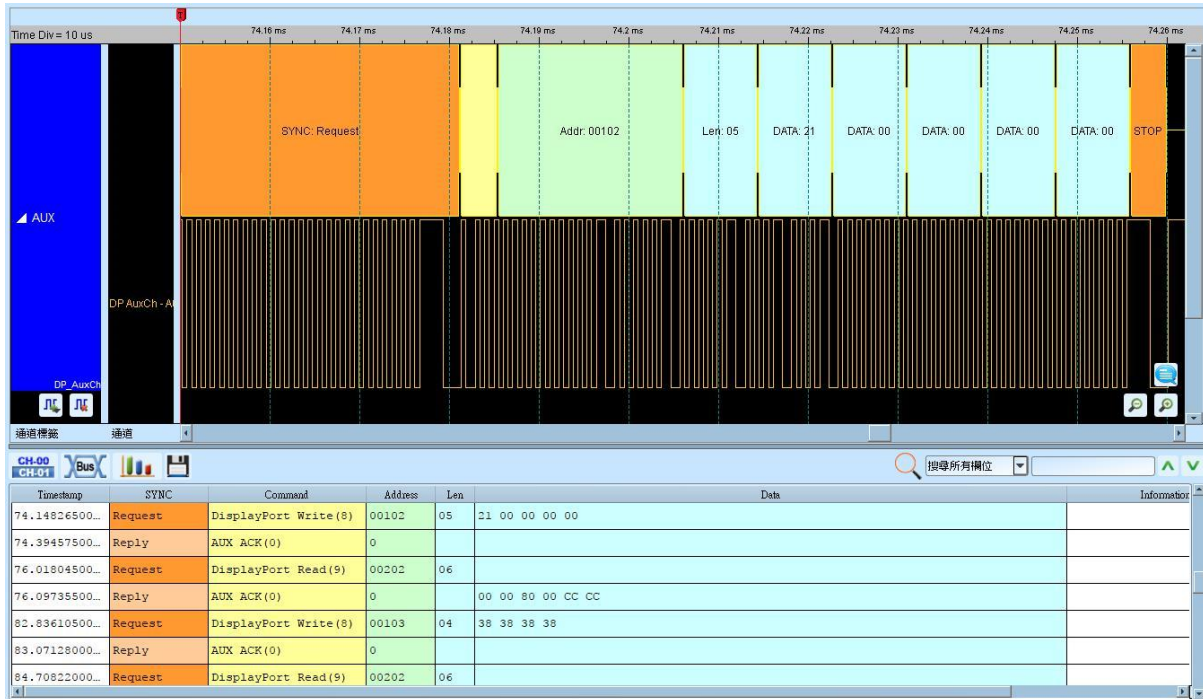 T
Time Div = 10 us
74.16 ms 74.17 ms 74.18 ms 74.19 ms 74.2 ms 74.21 ms 74.22 ms 74.23 ms 74.24 ms 74.25 ms 74.26 ms
SYNC: Request Addr: 00102 Len: 05 DATA: 21 DATA: 00 DATA: 00 DATA: 00 DATA: 00 STOP
AUX
DP AuxCh - A
DP_AuxCh
通道標籤 通道
CH-00
CH-01
Bus
搜尋所有欄位
Timestamp SYNC Command Address Len Data Information
74.14826500... Request DisplayPort Write(8) 00102 05 21 00 00 00 00
74.39457500... Reply AUX ACK(0) 0
76.01804500... Request DisplayPort Read(9) 00202 06
76.09735500... Reply AUX ACK(0) 0 00 00 80 00 CC CC
82.83610500... Request DisplayPort Write(8) 00103 04 38 38 38 38
83.07128000... Reply AUX ACK(0) 0
84.70822000... Request DisplayPort Read(9) 00202 06